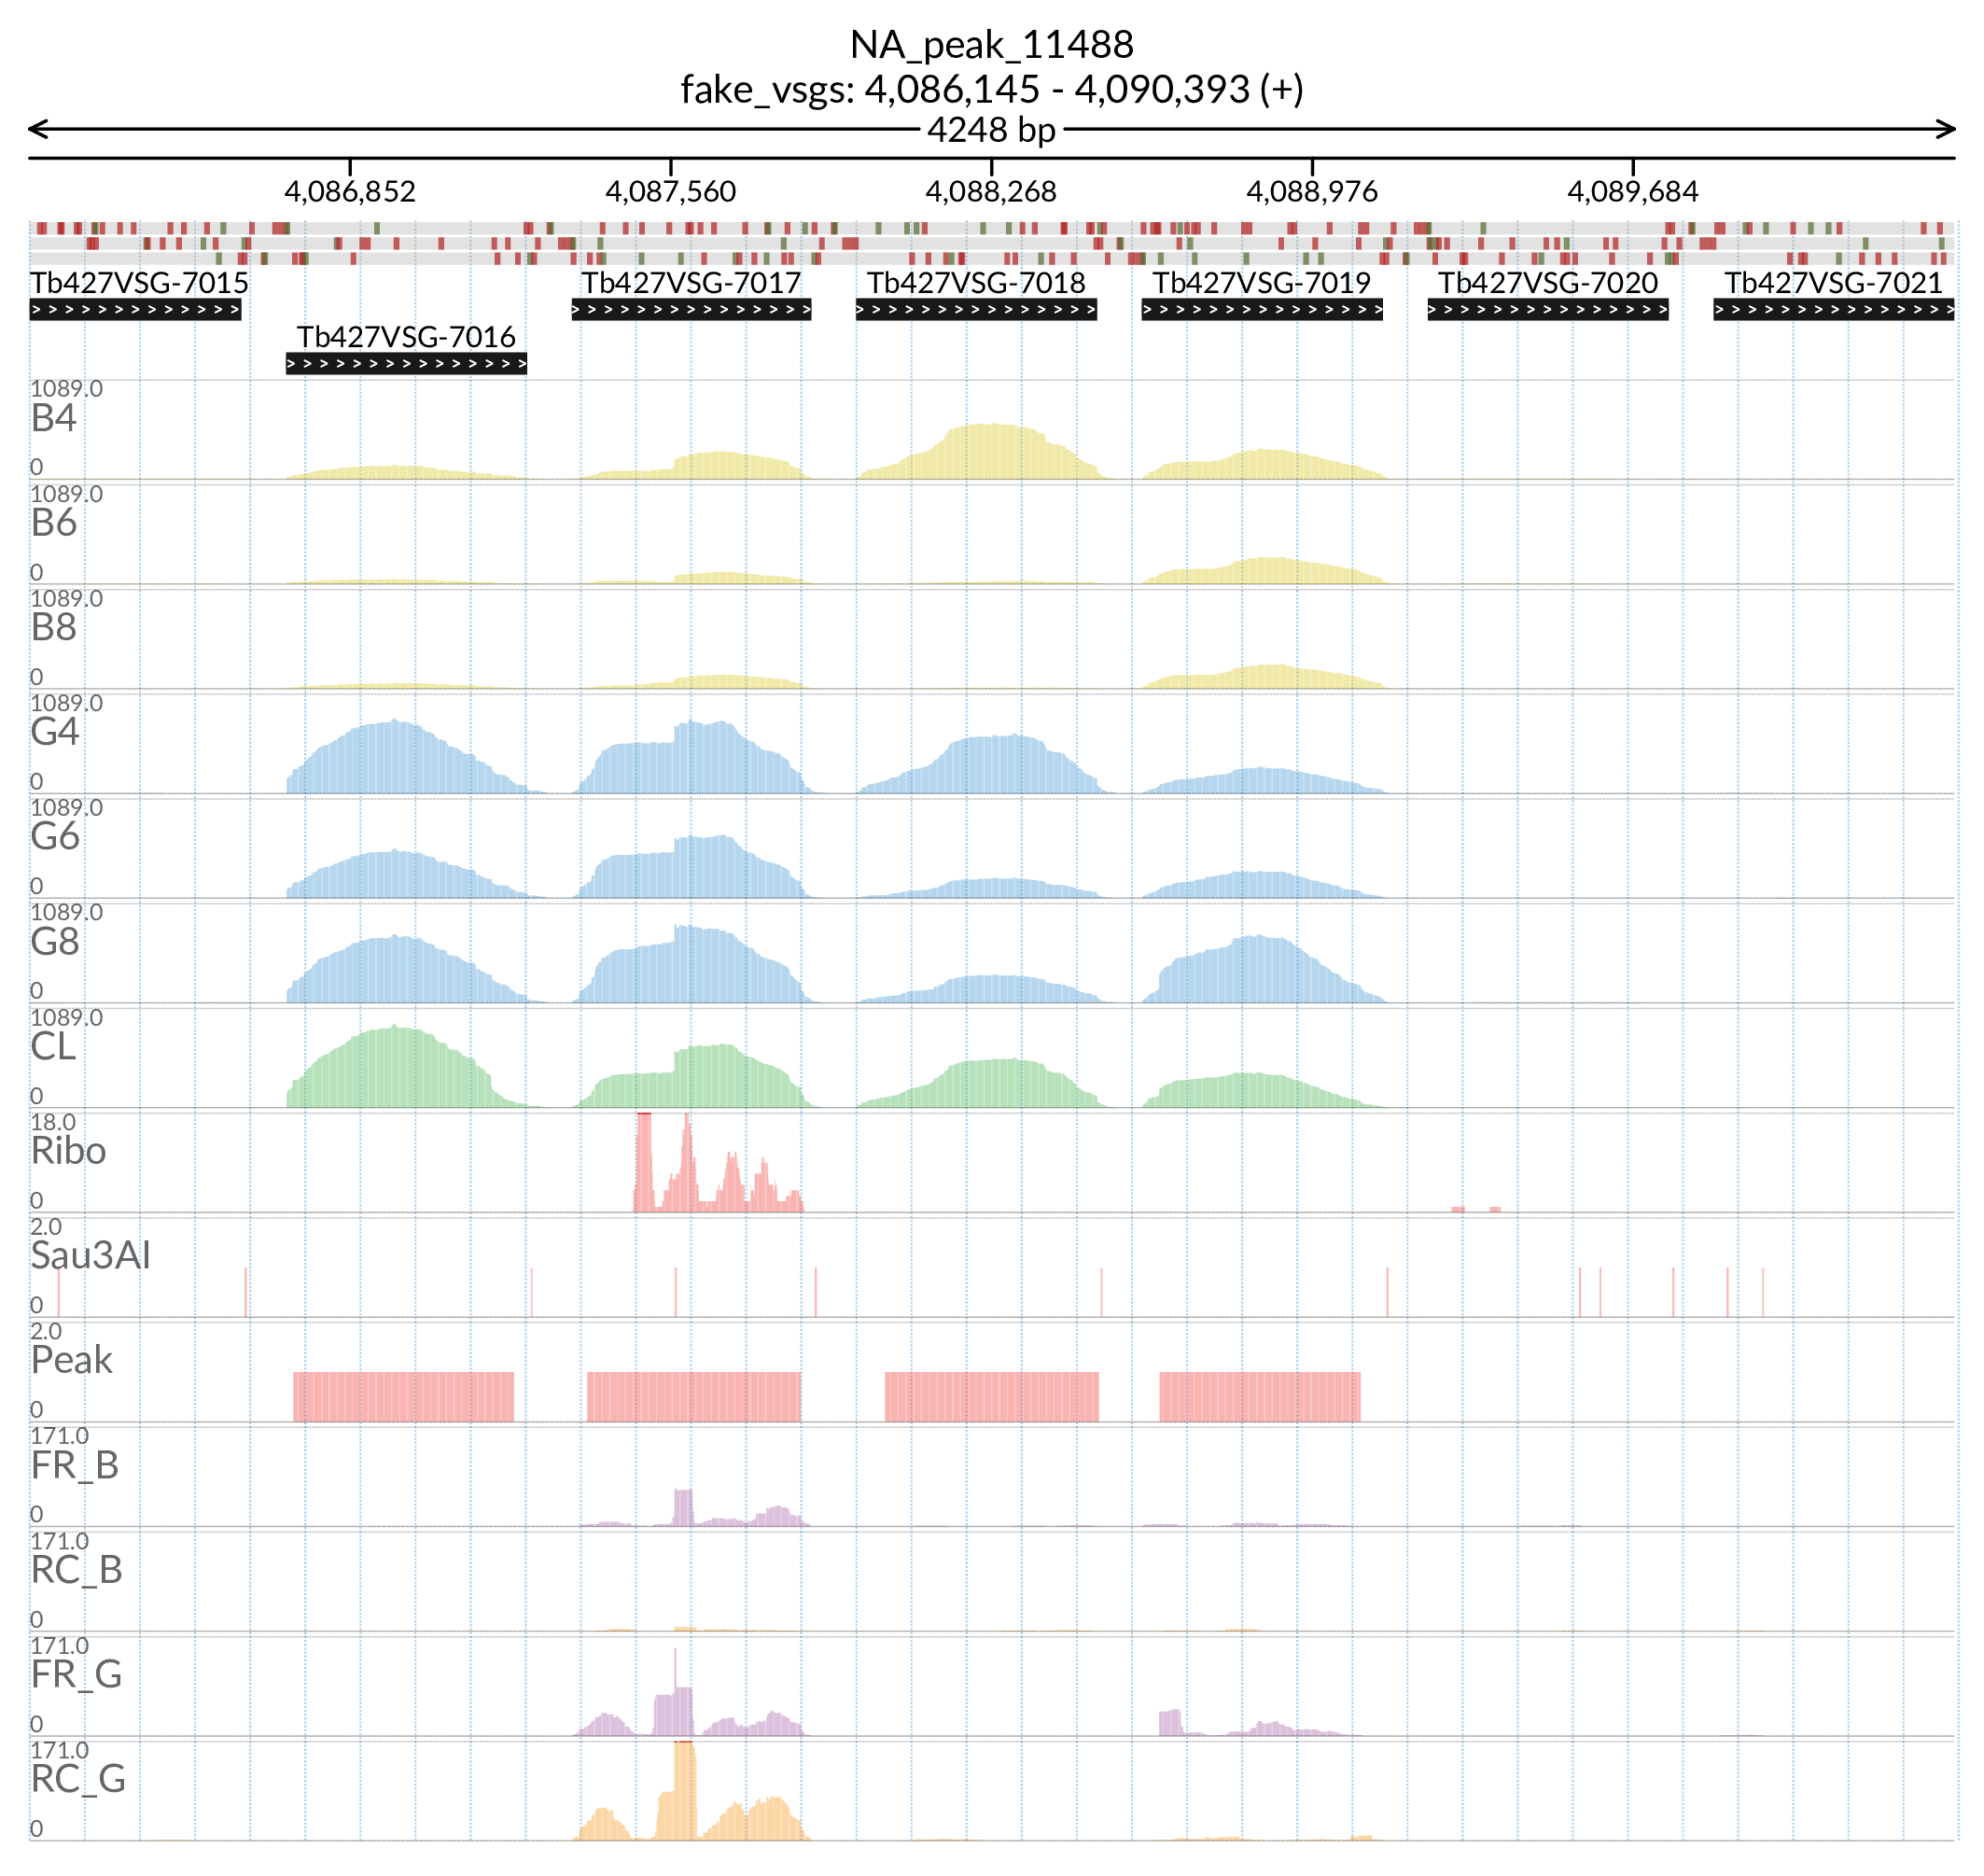 NA_peak_11488
fake_vsgs: 4,086,145 - 4,090,393 (+)
4248 bp
4,086,852 4,087,560 4,088,268 4,088,976 4,089,684
Tb427VSG-7015 Tb427VSG-7017 Tb427VSG-7018 Tb427VSG-7019 Tb427VSG-7020 Tb427VSG-7021
Tb427VSG-7016
1089.0
B4
0
1089.0
B6
0
1089.0
B8
0
1089.0
G4
0
1089.0
G6
0
1089.0
G8
0
1089.0
CL
0
18.0
Ribo
0
2.0
Sau3AI
0
2.0
Peak
0
171.0
FR_B
0
171.0
RC_B
0
171.0
FR_G
0
171.0
RC_G
0